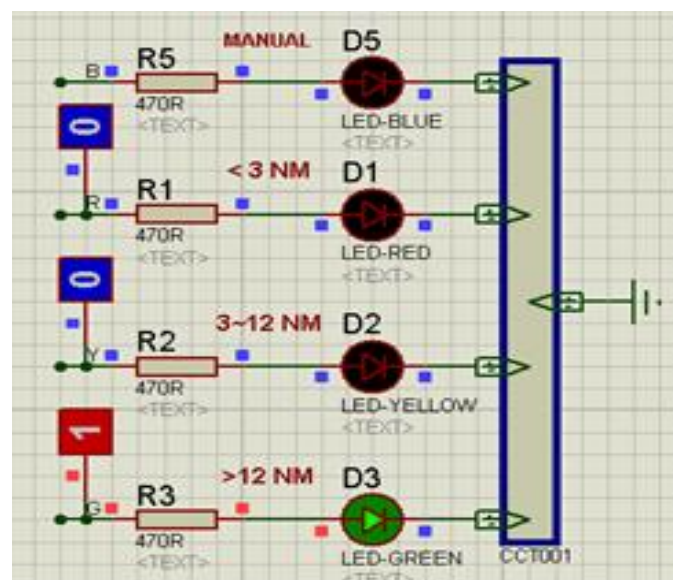 MANUAL
R5
D5
B
470R
<TEXT>
LED-BLUE
<TEXT>
0
< 3 NM
R1
D1
R
470R
<TEXT>
LED-RED
<TEXT>
0
3~12 NM
R2
D2
Y
470R
<TEXT>
LED-YELLOW
<TEXT>
1
>12 NM
R3
D3
G
470R
<TEXT>
LED-GREEN
<TEXT>
CCT001